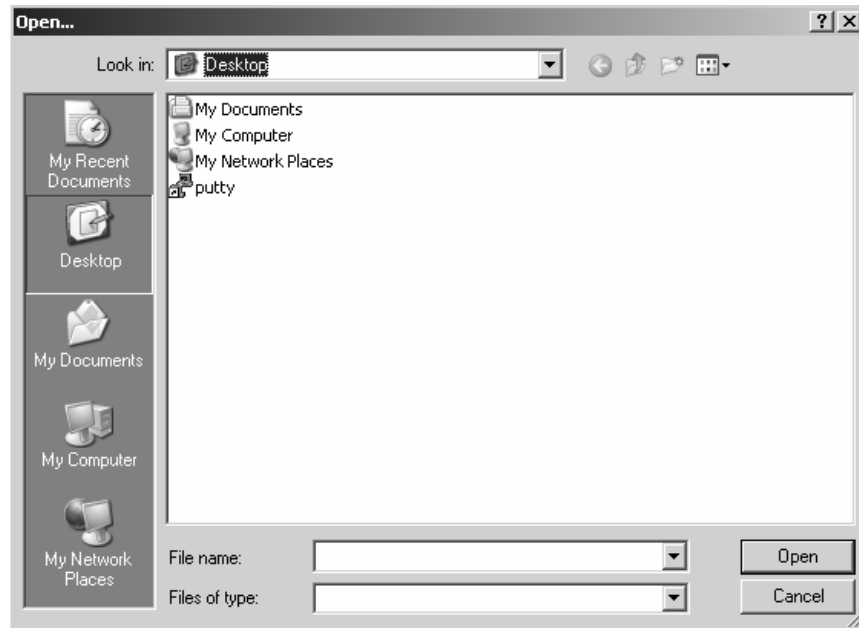 Open...
Look in: Desktop
My Recent
Documents
Desktop
My Documents
My Computer
My Network
Places
My Documents
My Computer
My Network Places
putty
File name:
Open
Files of type:
Cancel